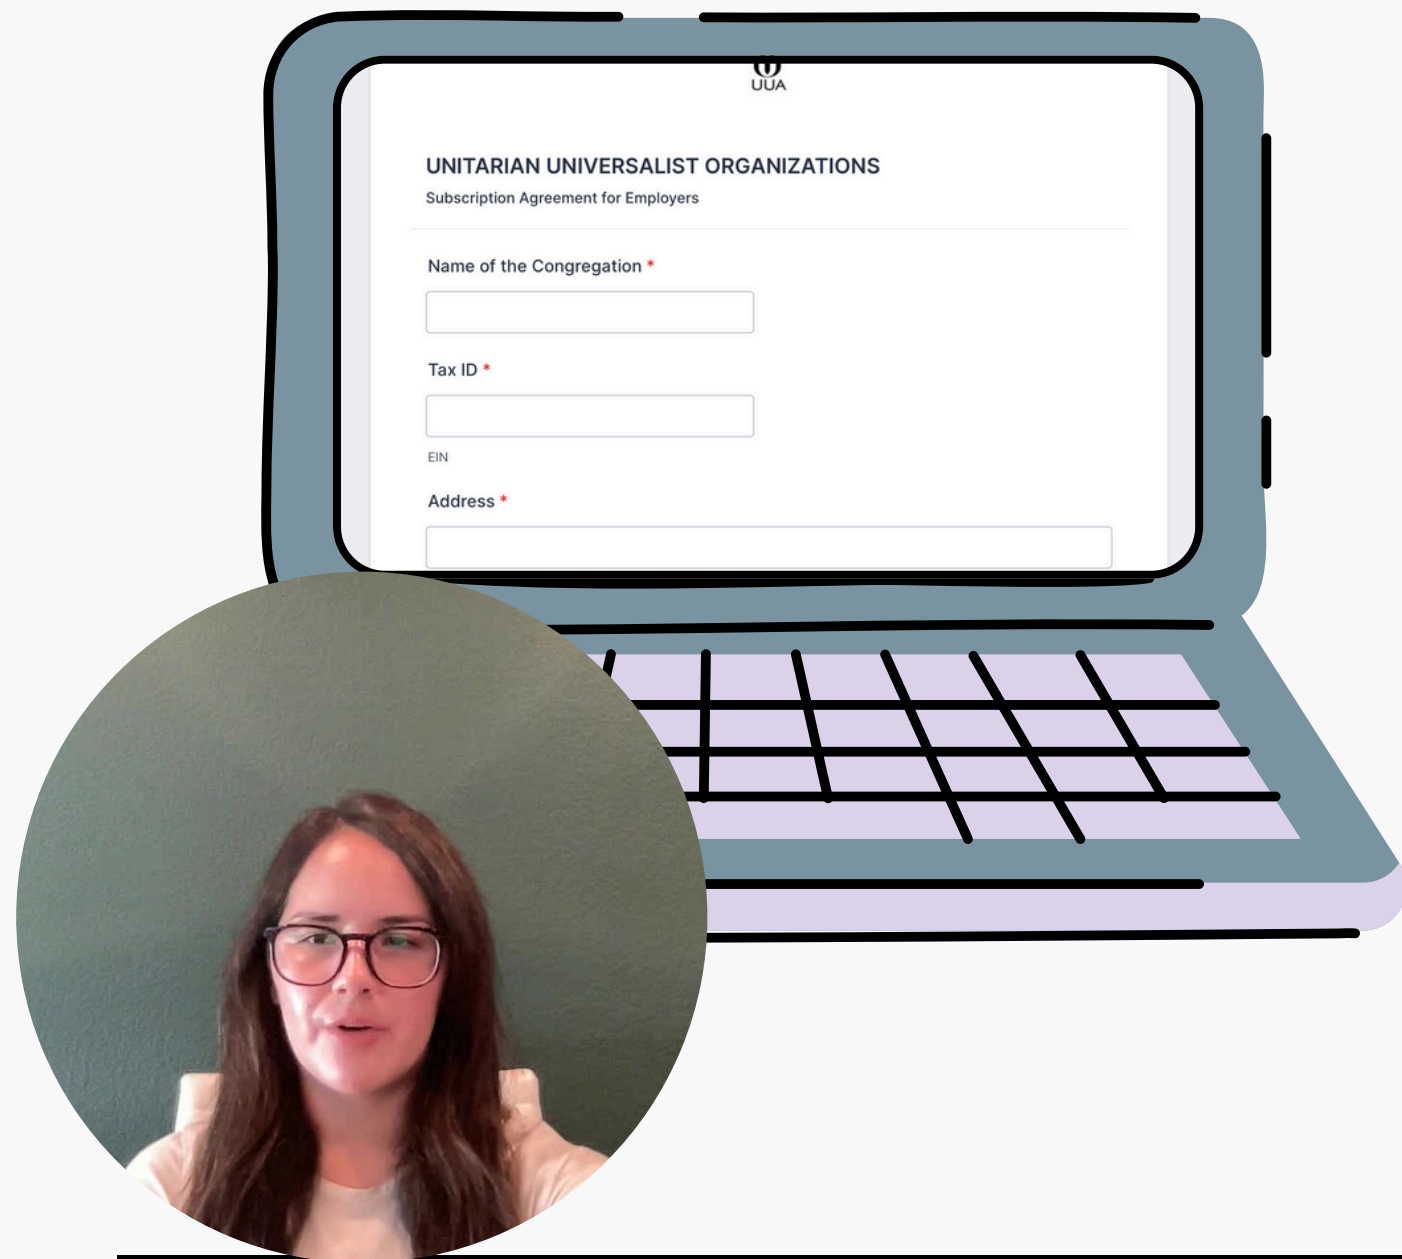 UUA
UNITARIAN UNIVERSALIST ORGANIZATIONS
Subscription Agreement for Employers
Name of the Congregation *
Tax ID *
EIN
Address *